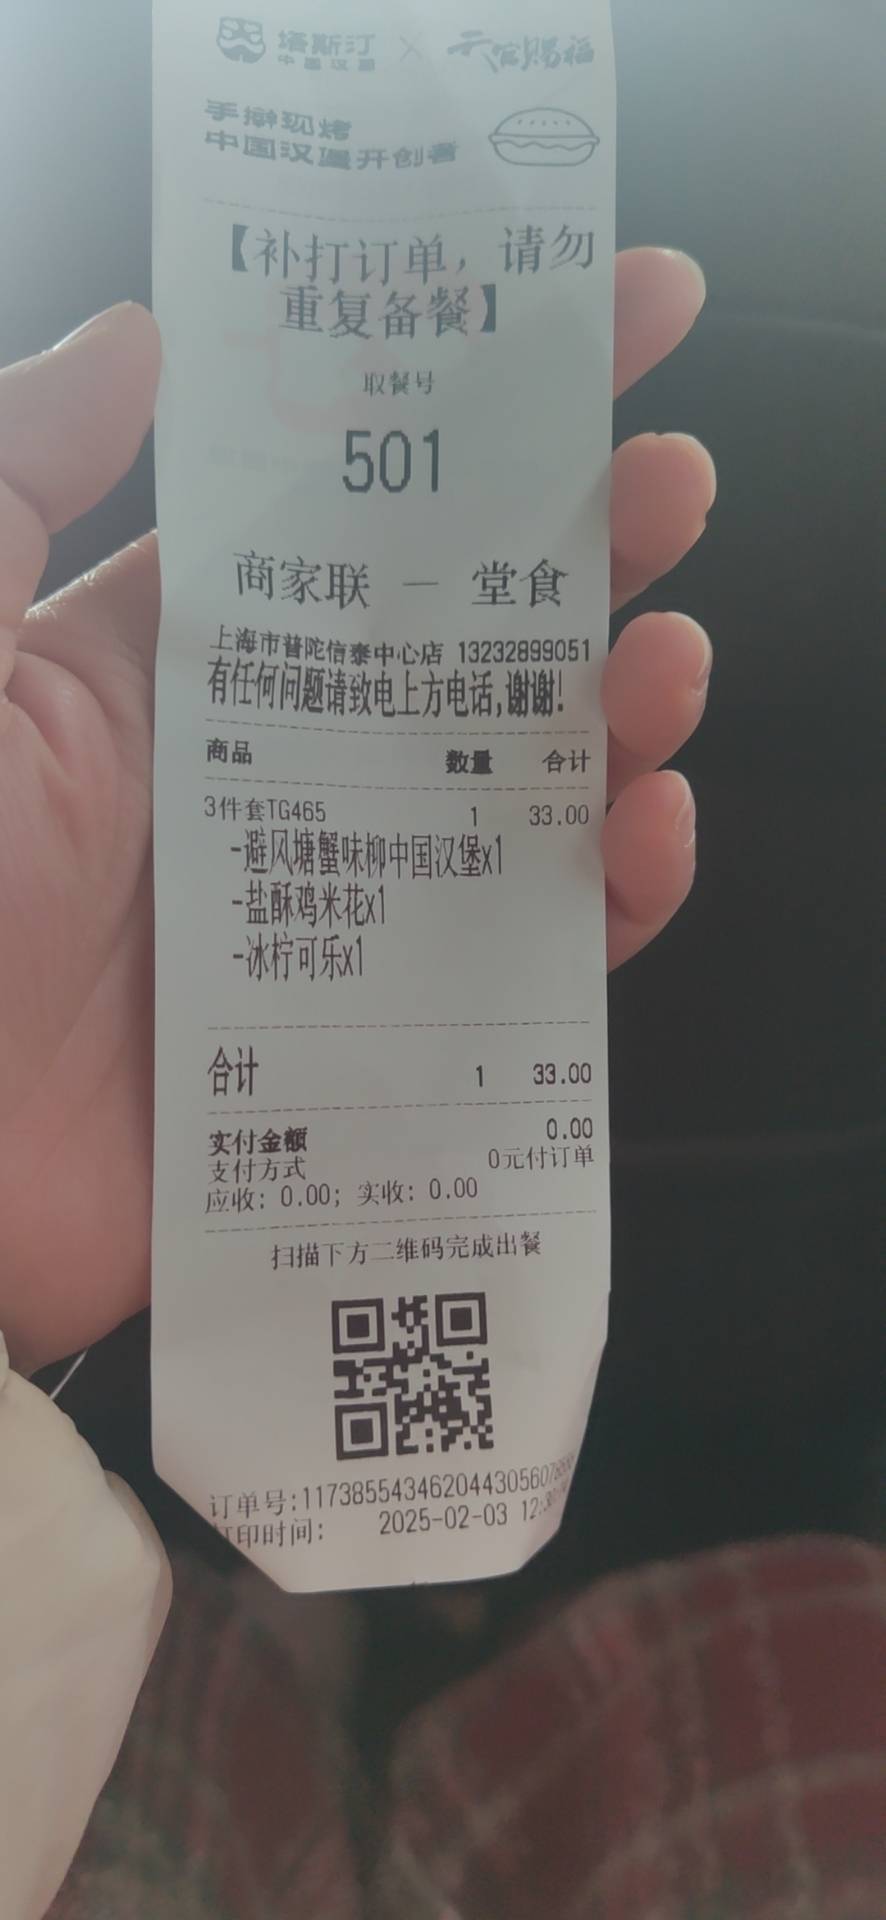 塔斯汀 × 天官赐福
中国汉堡
手擀现烤
中国汉堡开创者
【补打订单，请勿
重复备餐】
取餐号
501
商家联 — 堂食
上海市普陀信泰中心店 13232899051
有任何问题请致电上方电话,谢谢!
商品 数量 合计
3件套TG465 1 33.00
-避风塘蟹味柳中国汉堡x1
-盐酥鸡米花x1
-冰柠可乐x1
合计 1 33.00
实付金额 0.00
支付方式 0元付订单
应收: 0.00; 实收: 0.00
扫描下方二维码完成出餐
订单号:11738554346204430560
打印时间: 2025-02-03 12: